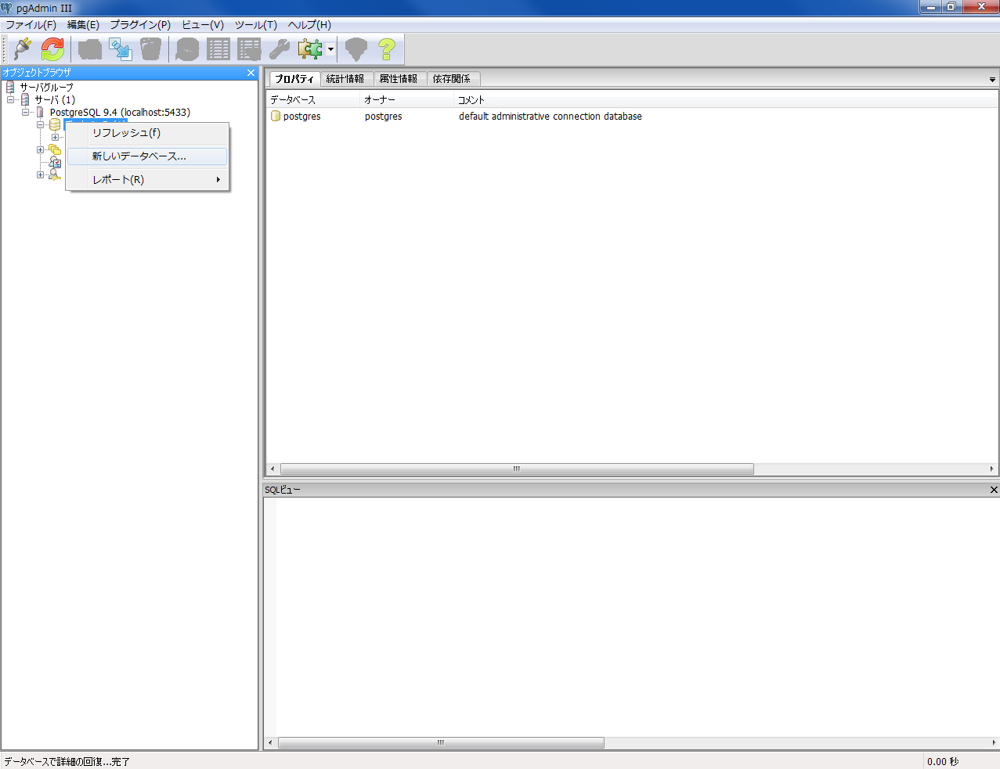 pgAdmin III
ファイル(F) 編集(E) プラグイン(P) ビュー(V) ツール(T) ヘルプ(H)
オブジェクトブラウザ
サーバグループ
サーバ (1)
PostgreSQL 9.4 (localhost:5433)
リフレッシュ(f)
新しいデータベース...
レポート(R)
プロパティ 統計情報 属性情報 依存関係
データベース オーナー コメント
postgres postgres default administrative connection database
SQLビュー
データベースで詳細の回復...完了
0.00 秒